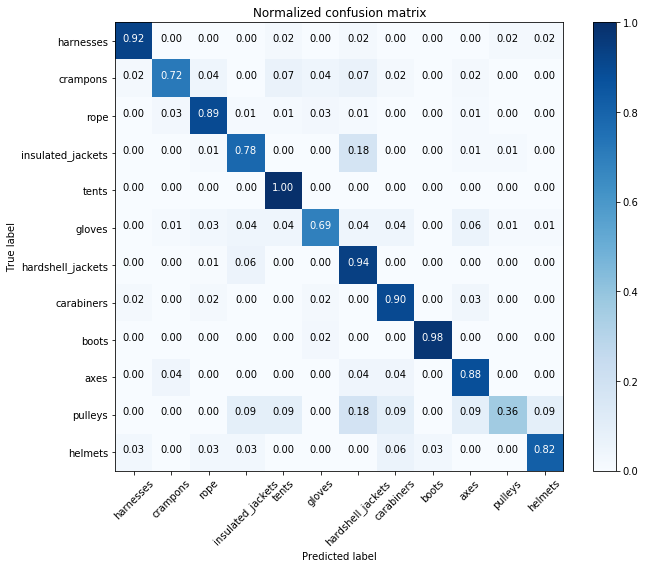 Normalized confusion matrix
True label
harnesses 0.92 0.00 0.00 0.00 0.02 0.00 0.02 0.00 0.00 0.00 0.02 0.02
crampons 0.02 0.72 0.04 0.00 0.07 0.04 0.07 0.02 0.00 0.02 0.00 0.00
rope 0.00 0.03 0.89 0.01 0.01 0.03 0.01 0.00 0.00 0.01 0.00 0.00
insulated_jackets 0.00 0.00 0.01 0.78 0.00 0.00 0.18 0.00 0.00 0.01 0.01 0.00
tents 0.00 0.00 0.00 0.00 1.00 0.00 0.00 0.00 0.00 0.00 0.00 0.00
gloves 0.00 0.01 0.03 0.04 0.04 0.69 0.04 0.04 0.00 0.06 0.01 0.01
hardshell_jackets 0.00 0.00 0.01 0.06 0.00 0.00 0.94 0.00 0.00 0.00 0.00 0.00
carabiners 0.02 0.00 0.02 0.00 0.00 0.02 0.00 0.90 0.00 0.03 0.00 0.00
boots 0.00 0.00 0.00 0.00 0.00 0.02 0.00 0.00 0.98 0.00 0.00 0.00
axes 0.00 0.04 0.00 0.00 0.00 0.00 0.04 0.04 0.00 0.88 0.00 0.00
pulleys 0.00 0.00 0.00 0.09 0.09 0.00 0.18 0.09 0.00 0.09 0.36 0.09
helmets 0.03 0.00 0.03 0.03 0.00 0.00 0.00 0.06 0.03 0.00 0.00 0.82
harnesses crampons rope insulated_jackets tents gloves hardshell_jackets carabiners boots axes pulleys helmets
Predicted label
1.0
0.8
0.6
0.4
0.2
0.0